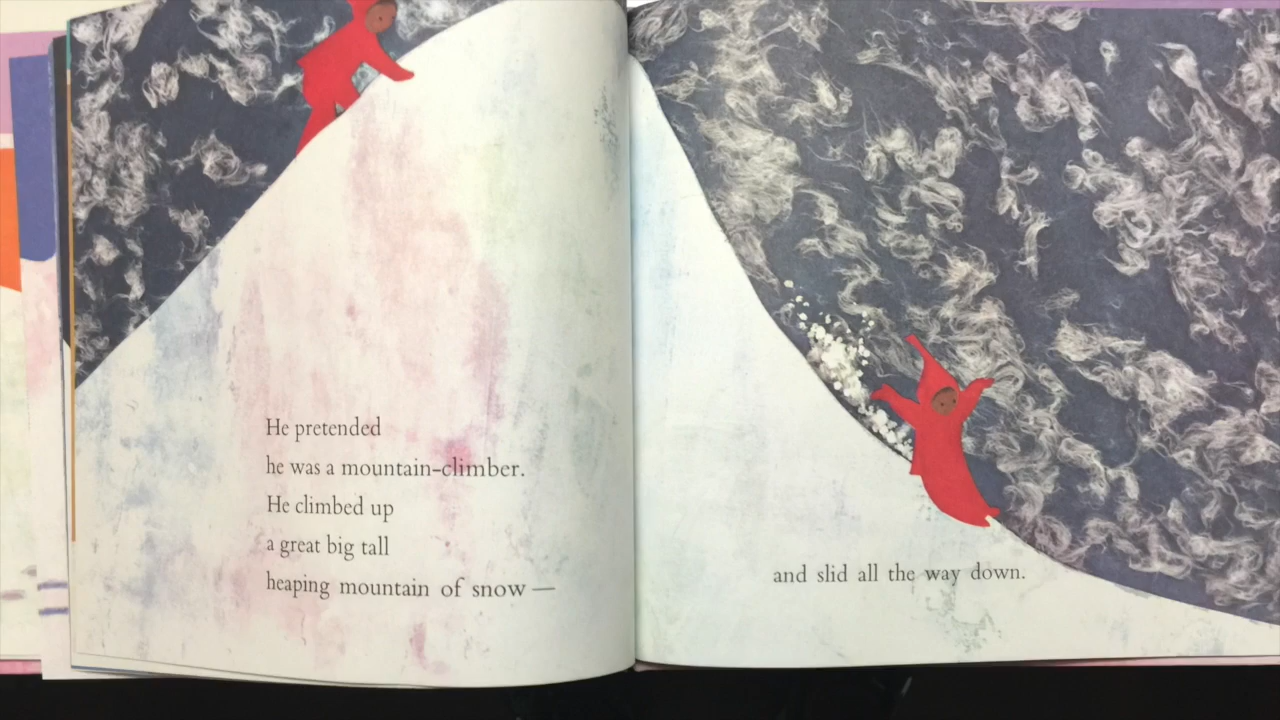 He pretended
he was a mountain-climber.
He climbed up
a great big tall
heaping mountain of snow —
and slid all the way down.